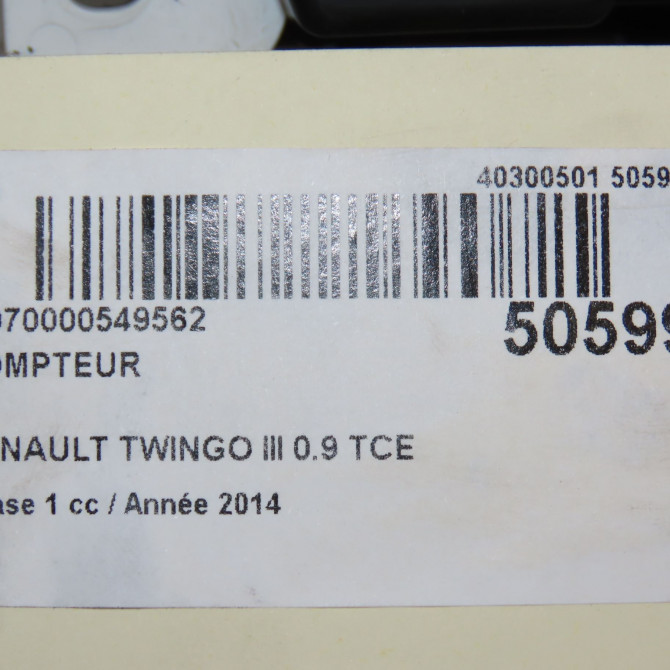 40300501 5059
070000549562
50599
OMPTEUR
NAULT TWINGO III 0.9 TCE
ase 1 cc / Année 2014